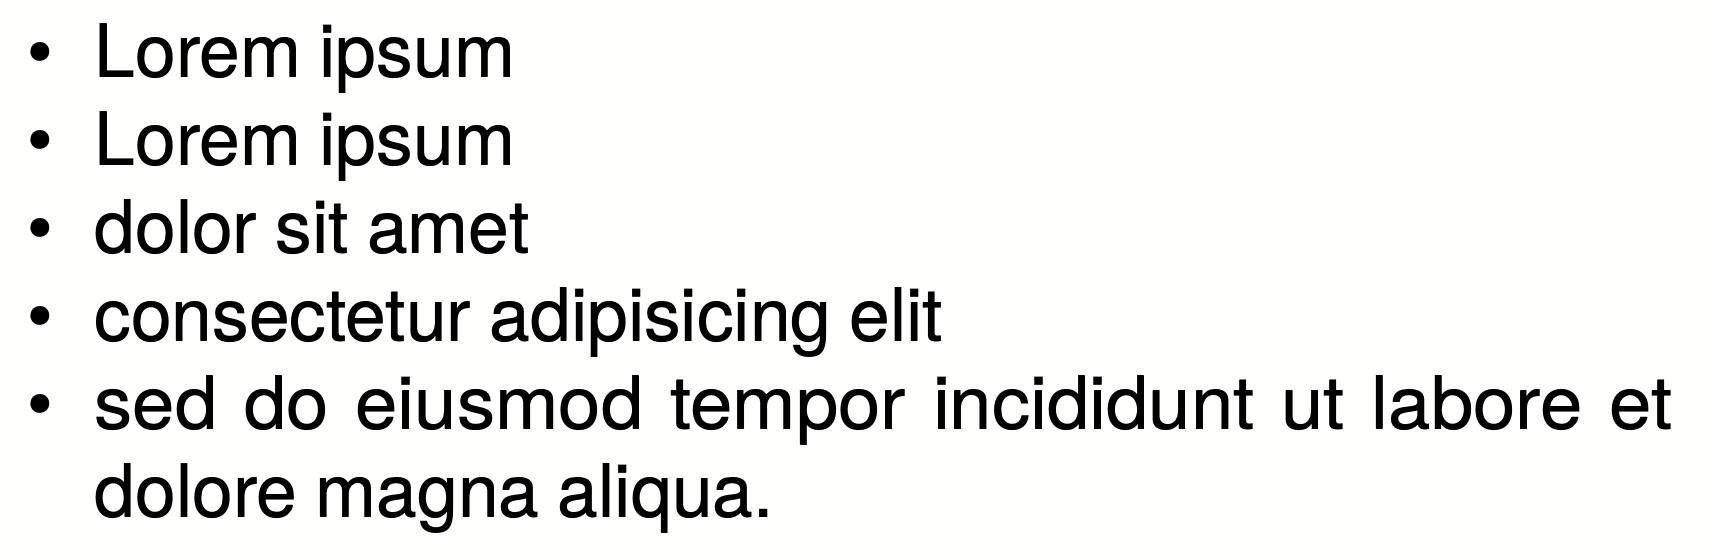 • Lorem ipsum
• Lorem ipsum
• dolor sit amet
• consectetur adipisicing elit
• sed do eiusmod tempor incididunt ut labore et
dolore magna aliqua.